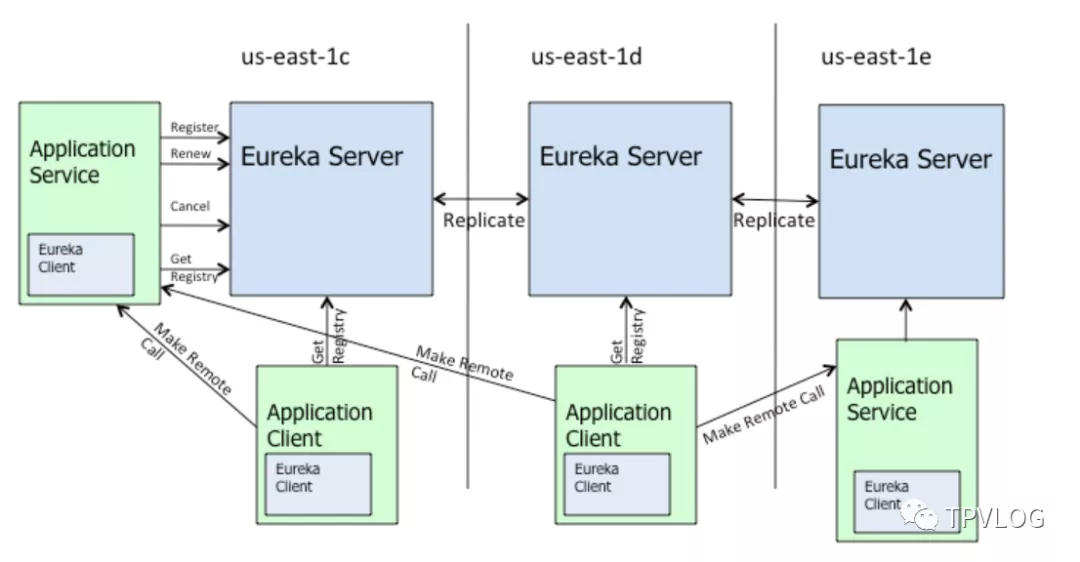 us-east-1c
us-east-1d
us-east-1e
Application
Service
Eureka
Client
Register
Renew
Cancel
Get
Registry
Eureka Server
Replicate
Eureka Server
Replicate
Eureka Server
Make Remote
Call
Get
Registry
Make Remote
Call
Get
Registry
Make Remote Call
Application
Client
Eureka
Client
Application
Client
Eureka
Client
Application
Service
Eureka
Client
TPVLOG